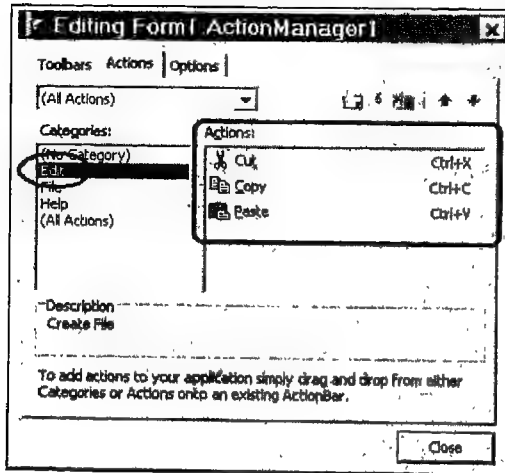 Editing Form1.ActionManager1
Toolbars Actions Options
(All Actions)
Categories:
(No Category)
Edit
File
Help
(All Actions)
Actions:
Cut Ctrl+X
Copy Ctrl+C
Paste Ctrl+V
Description
Create File
To add actions to your application simply drag and drop from either
Categories or Actions onto an existing ActionBar.
Close